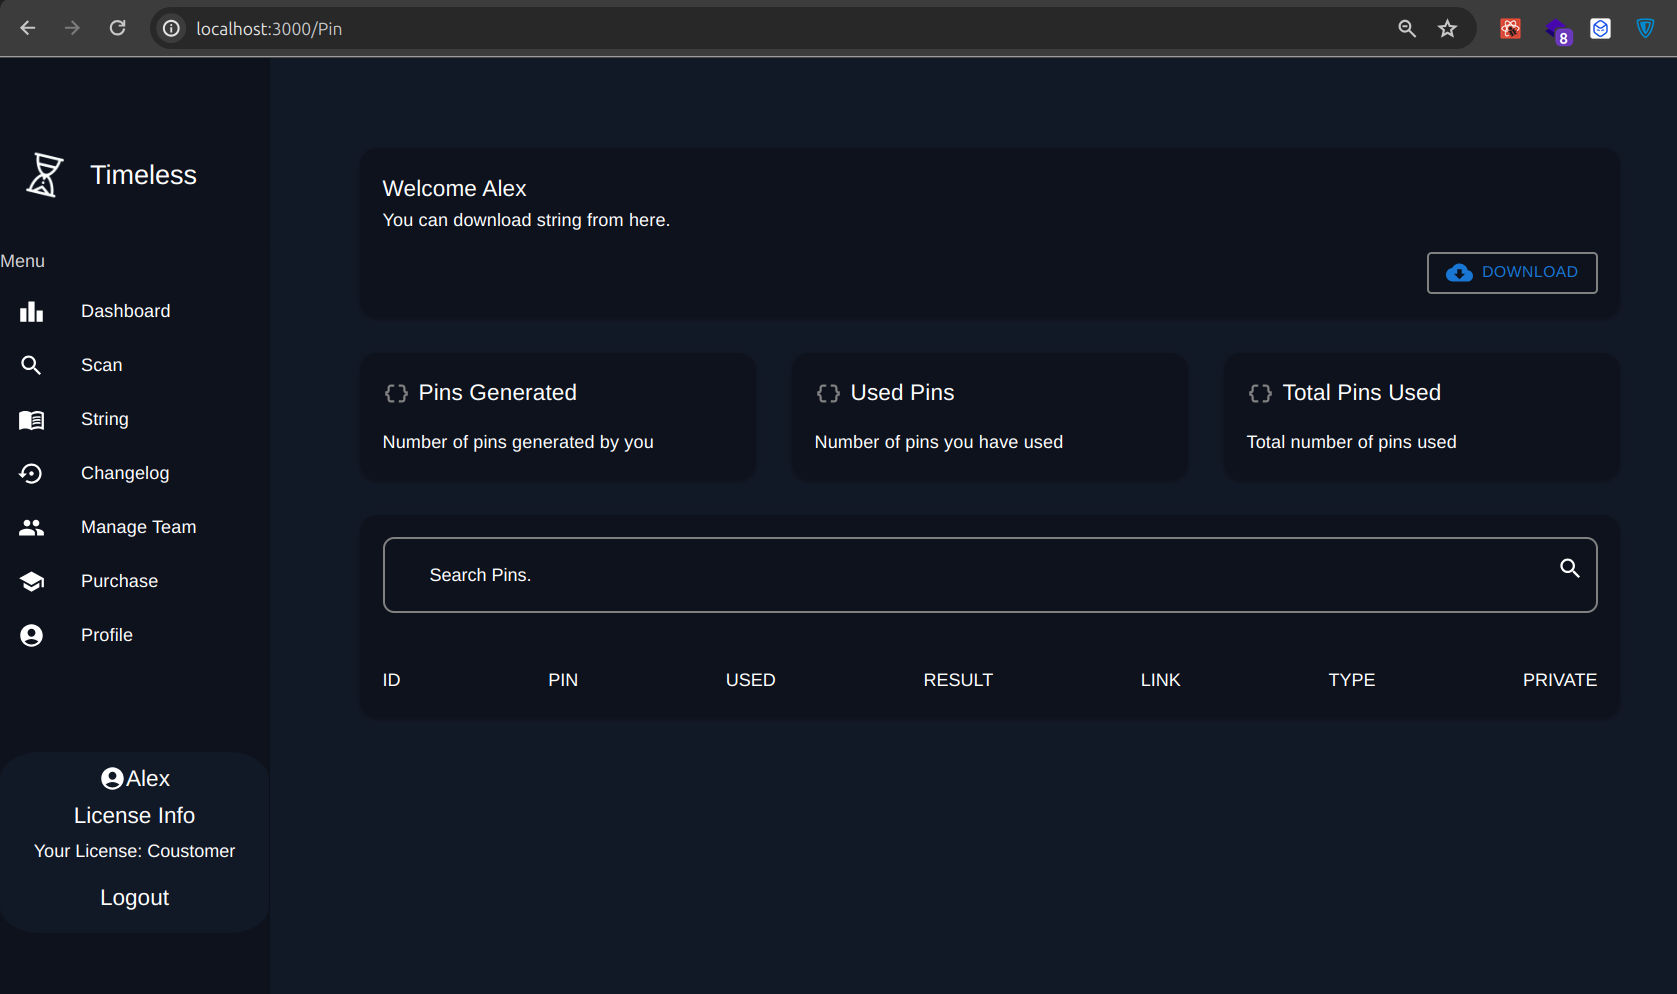 localhost:3000/Pin
8
Timeless
Menu
Dashboard
Scan
String
Changelog
Manage Team
Purchase
Profile
Alex
License Info
Your License: Coustomer
Logout
Welcome Alex
You can download string from here.
DOWNLOAD
{} Pins Generated
Number of pins generated by you
{} Used Pins
Number of pins you have used
{} Total Pins Used
Total number of pins used
Search Pins.
ID PIN USED RESULT LINK TYPE PRIVATE